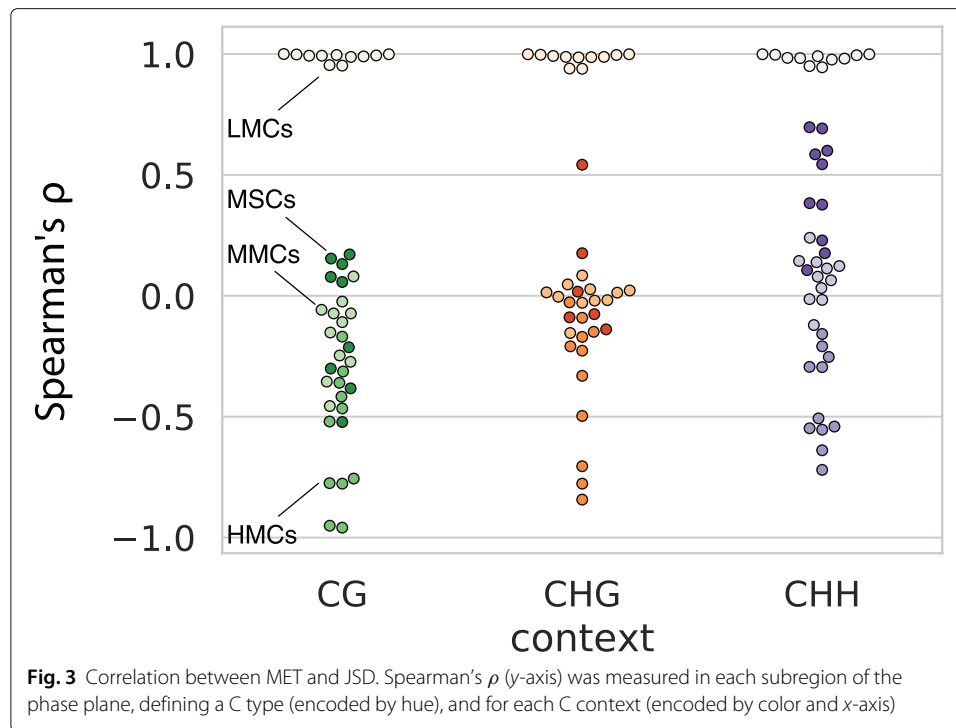 1.0
0.5
0.0
−0.5
−1.0
Spearman's ρ
LMCs
MSCs
MMCs
HMCs
CG
CHG
CHH
context
Fig. 3 Correlation between MET and JSD. Spearman's ρ (y-axis) was measured in each subregion of the
phase plane, defining a C type (encoded by hue), and for each C context (encoded by color and x-axis)